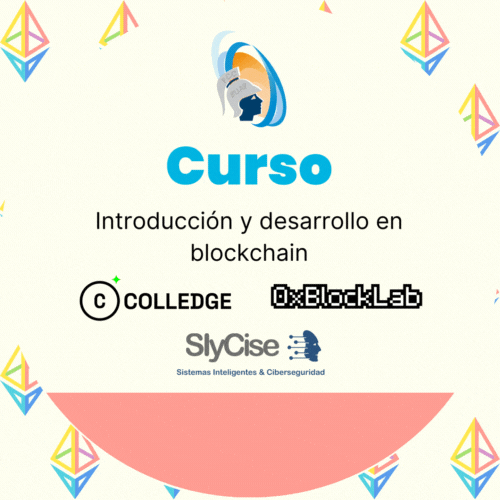 Curso
Introducción y desarrollo en
blockchain
C COLLEDGE
0xBlockLab
SlyCise
Sistemas Inteligentes & Ciberseguridad